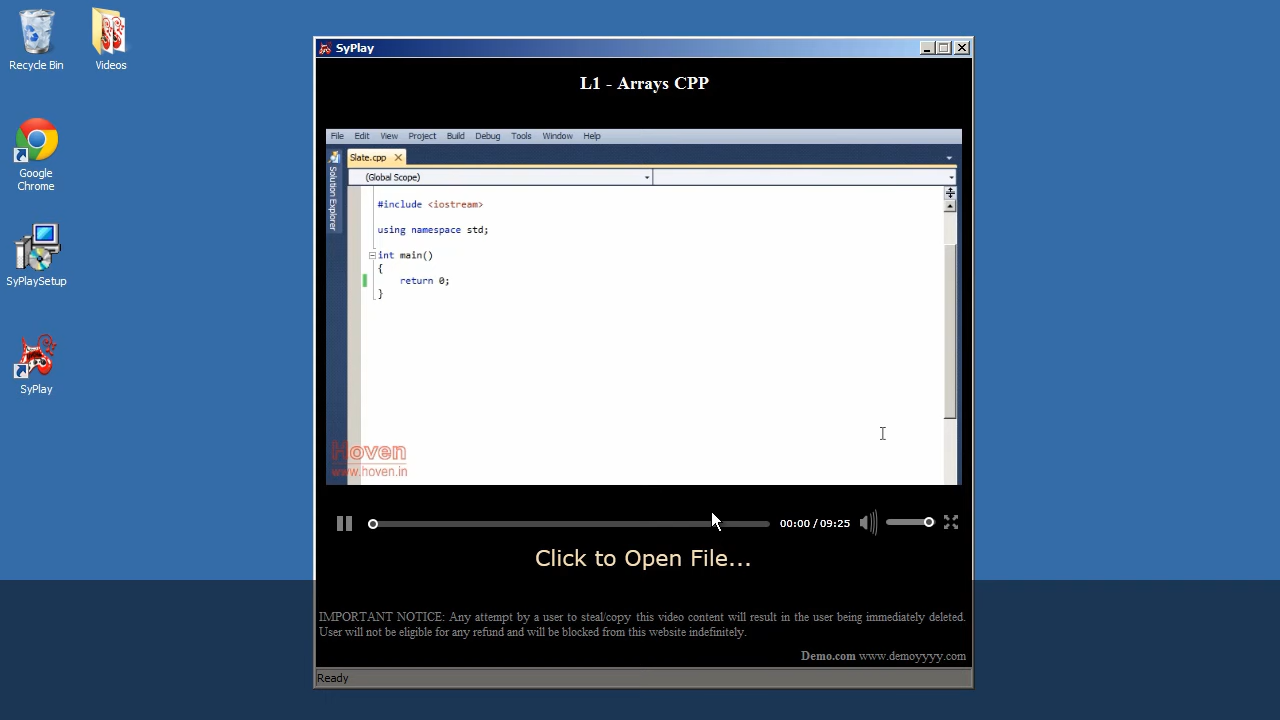 Recycle Bin
Videos
Google
Chrome
SyPlaySetup
SyPlay
SyPlay
L1 - Arrays CPP
File Edit View Project Build Debug Tools Window Help
Slate.cpp
Solution Explorer
(Global Scope)
#include <iostream>
using namespace std;
int main()
{
return 0;
}
Hoven
www.hoven.in
00:00 / 09:25
Click to Open File...
IMPORTANT NOTICE: Any attempt by a user to steal/copy this video content will result in the user being immediately deleted.
User will not be eligible for any refund and will be blocked from this website indefinitely.
Demo.com www.demoyyyy.com
Ready